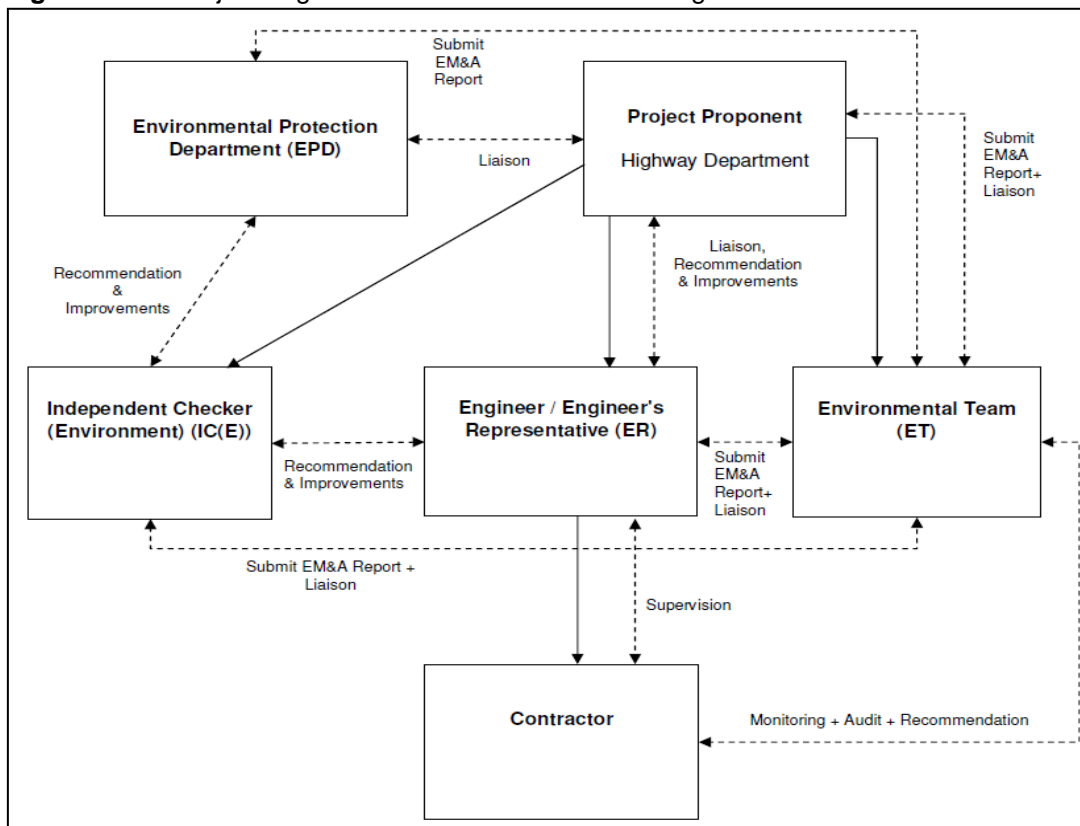 Submit
EM&A
Report
Environmental Protection
Department (EPD)
Liaison
Project Proponent
Highway Department
Submit
EM&A
Report+
Liaison
Recommendation
&
Improvements
Liaison,
Recommendation
& Improvements
Independent Checker
(Environment) (IC(E))
Recommendation
& Improvements
Engineer / Engineer's
Representative (ER)
Submit
EM&A
Report+
Liaison
Environmental Team
(ET)
Submit EM&A Report +
Liaison
Supervision
Contractor
Monitoring + Audit + Recommendation